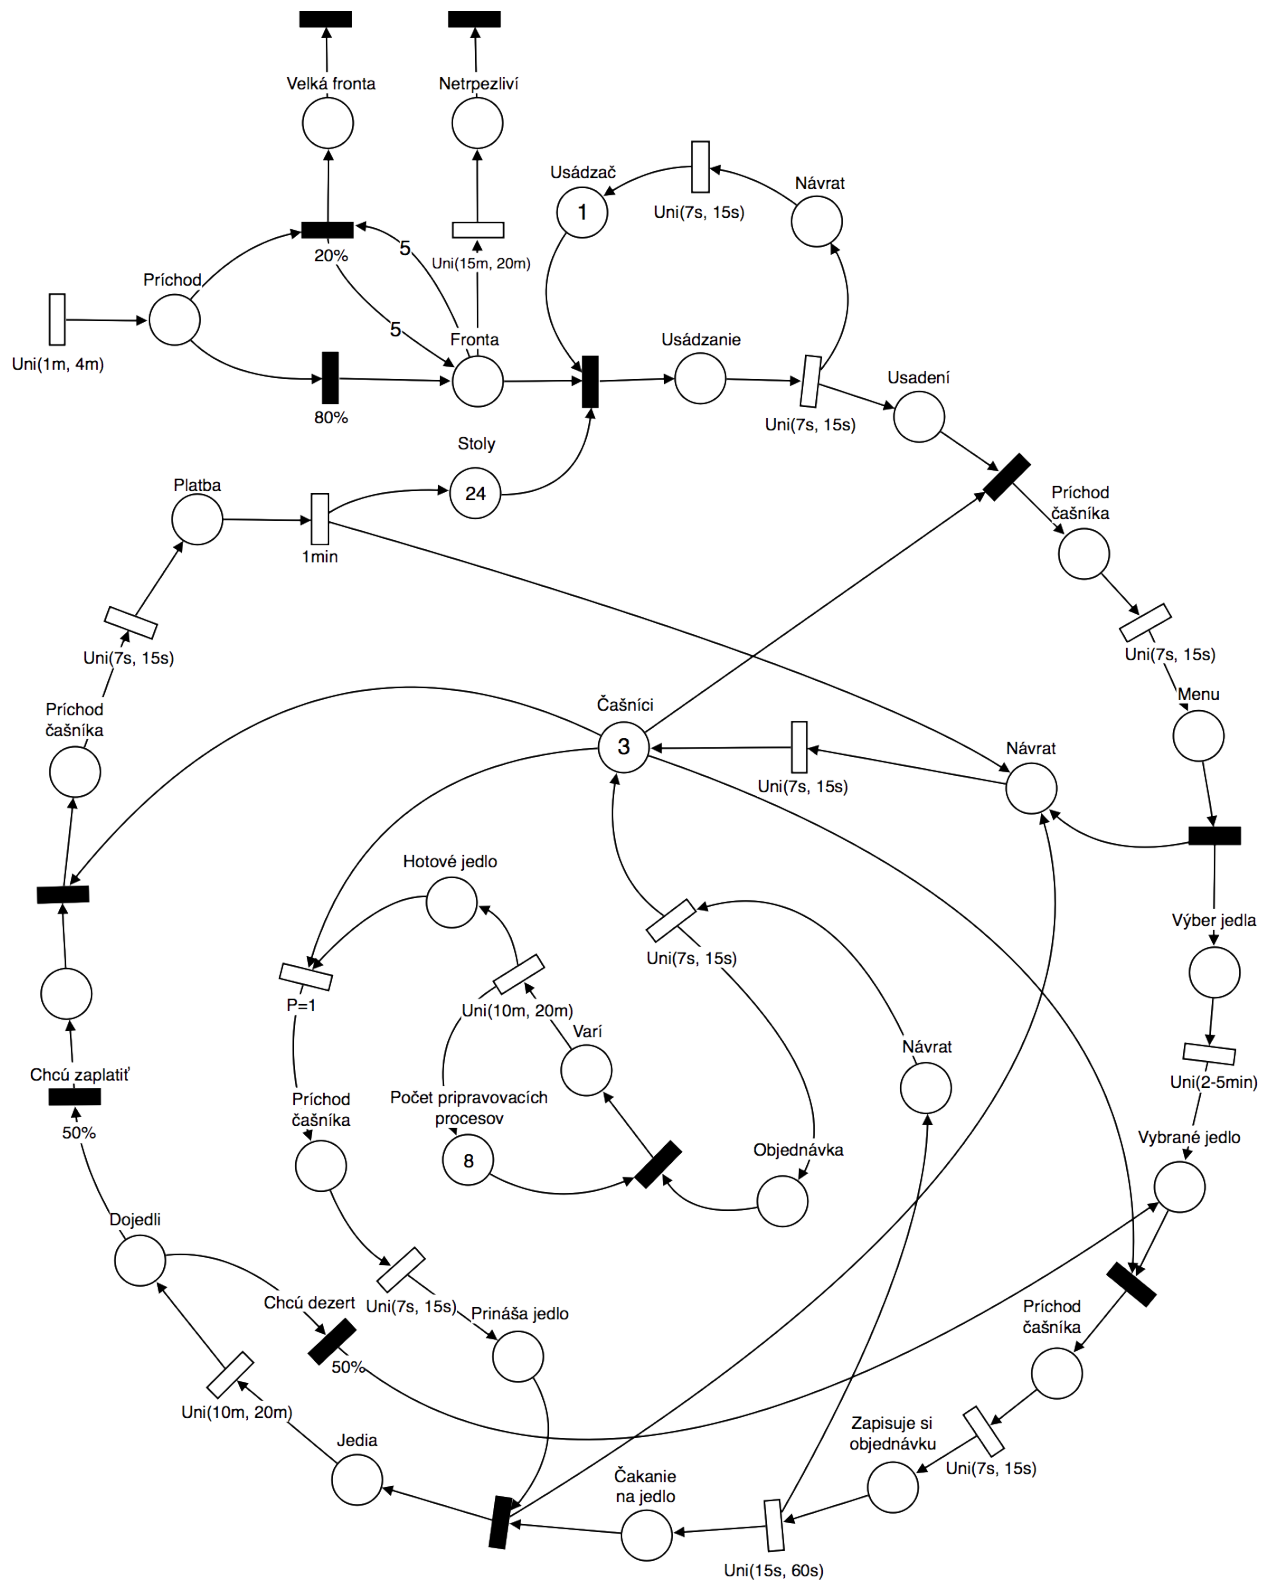 Velká fronta
Netrpezliví
Usádzač
1
Návrat
Uni(7s, 15s)
20%
5
Uni(15m, 20m)
Príchod
5
Uni(1m, 4m)
Fronta
Usádzanie
80%
Uni(7s, 15s)
Usadení
Stoly
24
Platba
1min
Príchod
čašníka
Uni(7s, 15s)
Uni(7s, 15s)
Menu
Príchod
čašníka
Čašníci
3
Návrat
Uni(7s, 15s)
Hotové jedlo
Výber jedla
Uni(7s, 15s)
P=1
Uni(10m, 20m)
Varí
Návrat
Chcú zaplatiť
Uni(2-5min)
50%
Príchod
čašníka
Počet pripravovacích
procesov
8
Objednávka
Vybrané jedlo
Dojedli
Chcú dezert
Uni(7s, 15s)
Prináša jedlo
50%
Príchod
čašníka
Uni(10m, 20m)
Jedia
Zapisuje si
objednávku
Uni(7s, 15s)
Čakanie
na jedlo
Uni(15s, 60s)